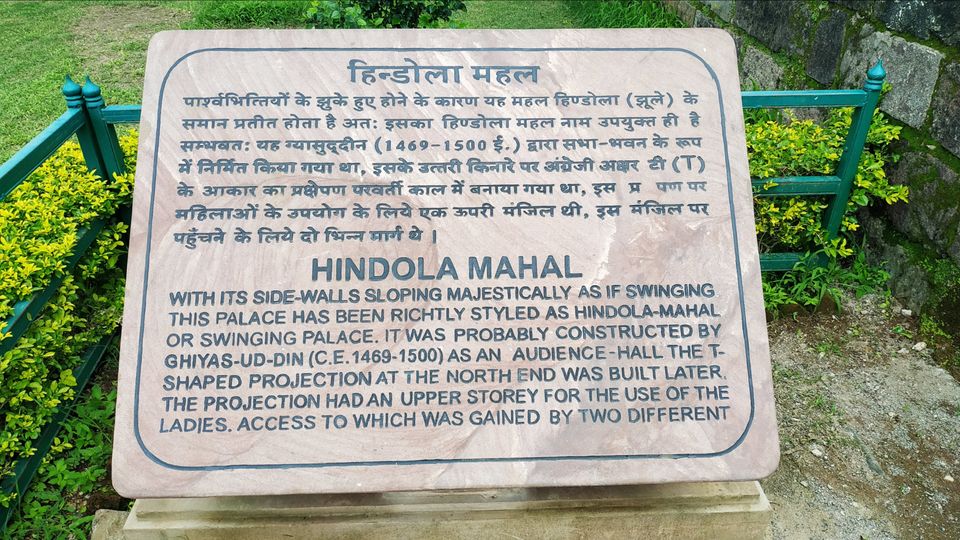 हिन्डोला महल
पार्श्वभित्तियों के झुके हुए होने के कारण यह महल हिण्डोला (झूले) के
समान प्रतीत होता है अतः इसका हिण्डोला महल नाम उपयुक्त ही है
सम्भवतः यह ग्यासुद्दीन (1469-1500 ई.) द्वारा सभा-भवन के रूप
में निर्मित किया गया था, इसके उत्तरी किनारे पर अंग्रेजी अक्षर टी (T)
के आकार का प्रक्षेपण परवर्ती काल में बनाया गया था, इस प्र पण पर
महिलाओं के उपयोग के लिये एक ऊपरी मंजिल थी, इस मंजिल पर
पहुँचने के लिये दो भिन्न मार्ग थे।
HINDOLA MAHAL
WITH ITS SIDE-WALLS SLOPING MAJESTICALLY AS IF SWINGING
THIS PALACE HAS BEEN RICHTLY STYLED AS HINDOLA-MAHAL
OR SWINGING PALACE. IT WAS PROBABLY CONSTRUCTED BY
GHIYAS-UD-DIN (C.E. 1469-1500) AS AN AUDIENCE-HALL THE T-
SHAPED PROJECTION AT THE NORTH END WAS BUILT LATER.
THE PROJECTION HAD AN UPPER STOREY FOR THE USE OF THE
LADIES. ACCESS TO WHICH WAS GAINED BY TWO DIFFERENT